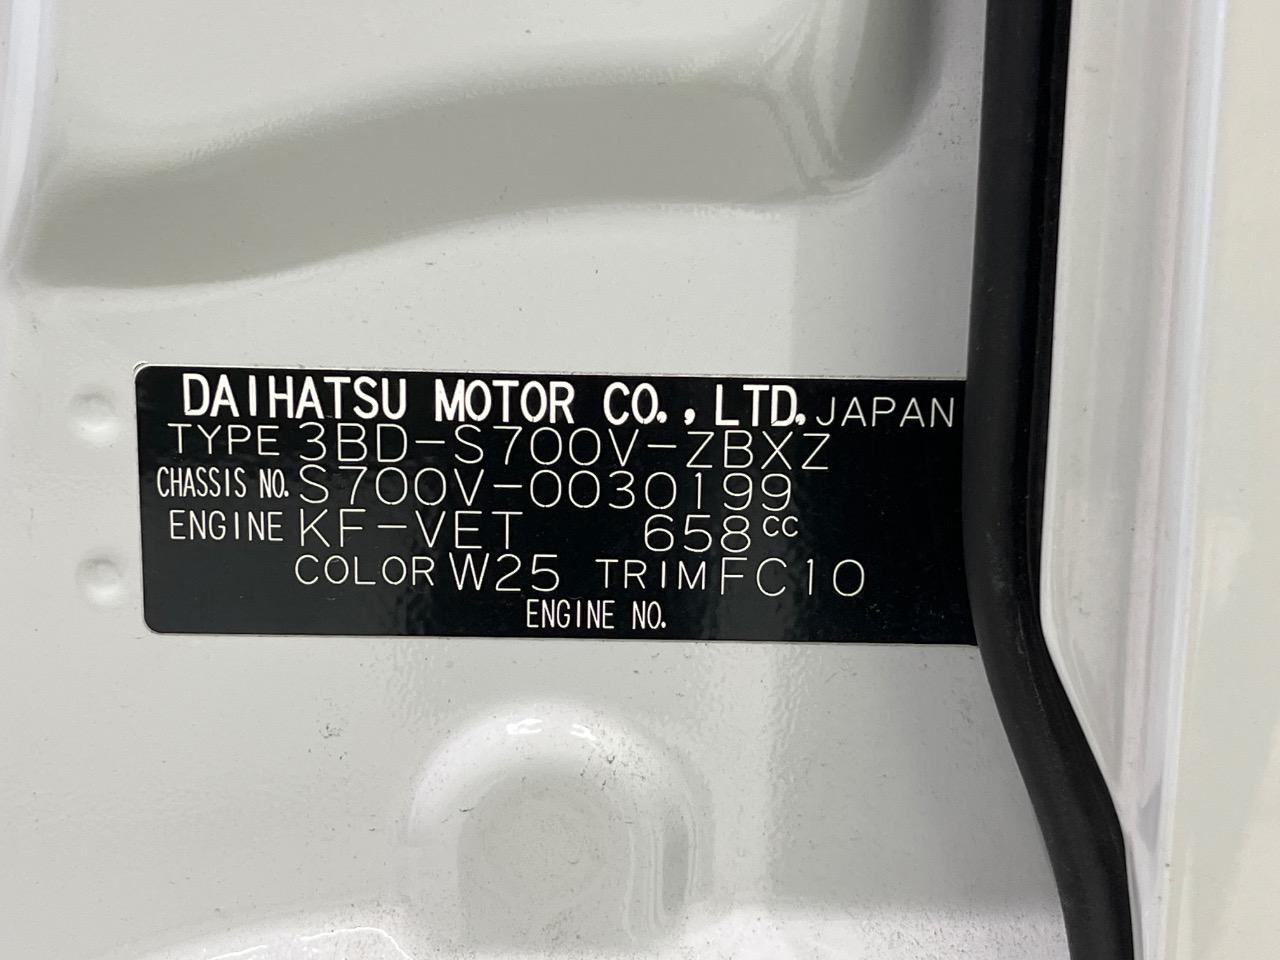 DAIHATSU MOTOR CO., LTD. JAPAN
TYPE 3BD-S700V-ZBXZ
CHASSIS NO. S700V-0030199
ENGINE KF-VET 658cc
COLOR W25 TRIM FC10
ENGINE NO.